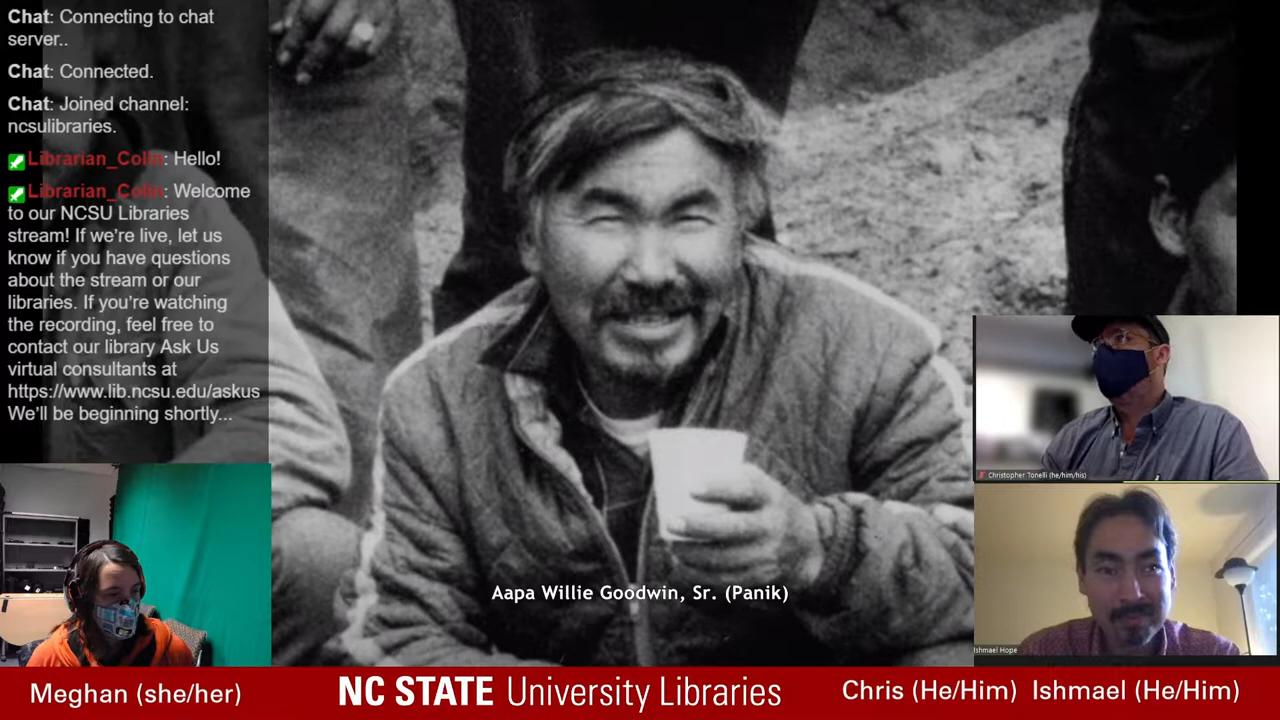 Chat: Connecting to chat
server..
Chat: Connected.
Chat: Joined channel:
ncsulibraries.
Librarian_Colin: Hello!
Librarian_Colin: Welcome
to our NCSU Libraries
stream! If we're live, let us
know if you have questions
about the stream or our
libraries. If you're watching
the recording, feel free to
contact our library Ask Us
virtual consultants at
https://www.lib.ncsu.edu/askus
We'll be beginning shortly...
Aapa Willie Goodwin, Sr. (Panik)
Christopher Tonelli (he/him/his)
Ishmael Hope
Meghan (she/her)
NC STATE University Libraries
Chris (He/Him) Ishmael (He/Him)